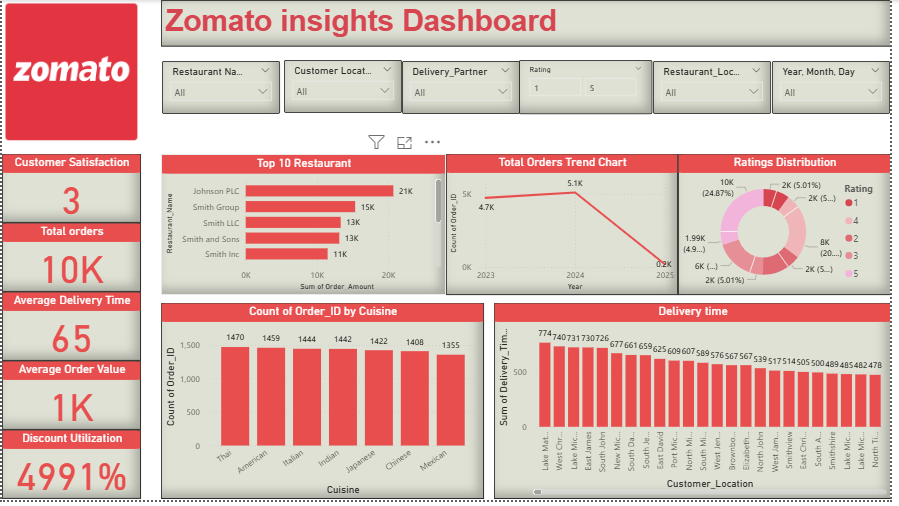 zomato
Zomato insights Dashboard
Restaurant Na...
All
Customer Locat...
All
Delivery_Partner
All
Rating
1
5
Restaurant_Loc...
All
Year, Month, Day
All
Customer Satisfaction
3
Total orders
10K
Average Delivery Time
65
Average Order Value
1K
Discount Utilization
4991%
Top 10 Restaurant
Restaurant_Name
Johnson PLC
21K
Smith Group
15K
Smith LLC
13K
Smith and Sons
13K
Smith Inc
11K
0K
10K
20K
Sum of Order_Amount
Total Orders Trend Chart
Count of Order_ID
5K
0K
4.7K
5.1K
0.2K
2023
2024
2025
Year
Ratings Distribution
10K
(24.87%)
2K (5.01%)
2K (5...)
8K
(20....)
2K (5...)
2K (5.01%)
6K (...)
1.99K
(4.9...)
Rating
1
4
2
3
5
Count of Order_ID by Cuisine
Count of Order_ID
1,500
1,000
500
0
1470
1459
1444
1442
1422
1408
1355
Thai
American
Italian
Indian
Japanese
Chinese
Mexican
Cuisine
Delivery time
Sum of Delivery_Tim...
500
0
774 740 731 730 726 677 661 659 625 609 607 589 576 567 567 539 517 514 505 500 489 485 482 478
Lake Mat...
West Chr...
Lake Mic...
East James
South John
New Mic...
South Da...
South Je...
East David
Port Mic...
North Mi...
South Mi...
West Jen...
Brownbo...
Elizabeth...
North John
West Jam...
Smithview
East Chri...
South A...
Smithshire
Lake Mic...
Lake Mic...
North Ti...
Customer_Location